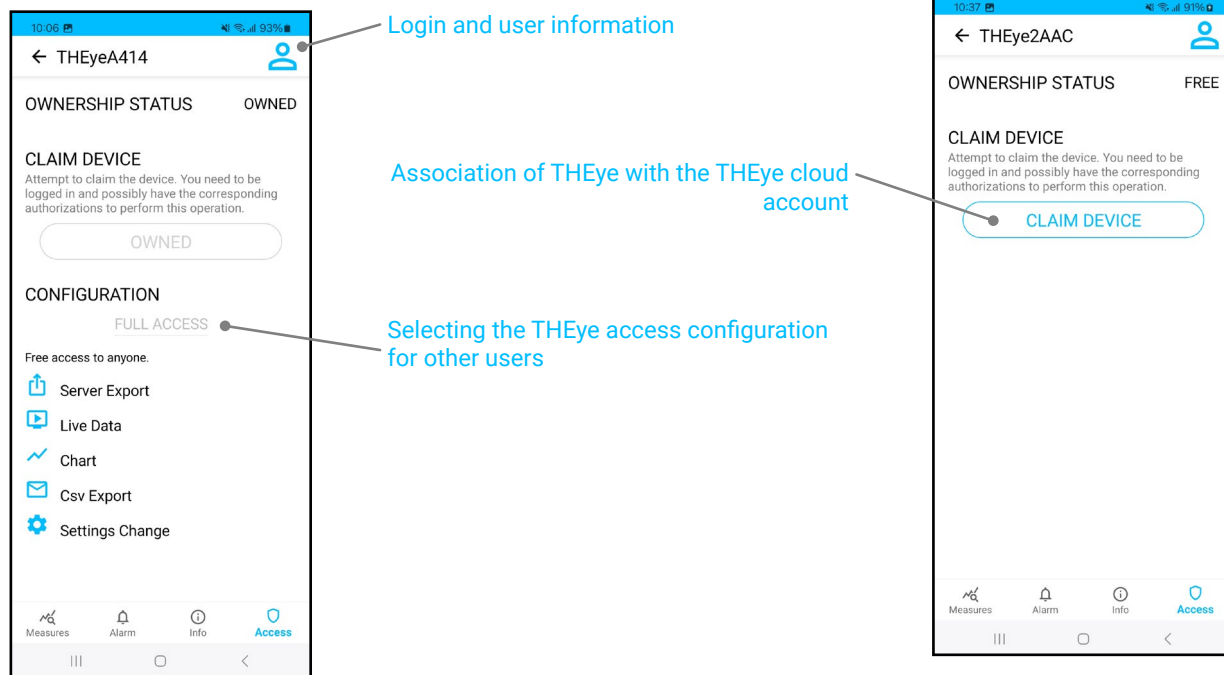 10:06 93%
THEyeA414
OWNERSHIP STATUS OWNED
CLAIM DEVICE
Attempt to claim the device. You need to be
logged in and possibly have the corresponding
authorizations to perform this operation.
OWNED
CONFIGURATION
FULL ACCESS
Free access to anyone.
Server Export
Live Data
Chart
Csv Export
Settings Change
Measures Alarm Info Access
Login and user information
Association of THEye with the THEye cloud
account
Selecting the THEye access configuration
for other users
10:37 91%
THEye2AAC
OWNERSHIP STATUS FREE
CLAIM DEVICE
Attempt to claim the device. You need to be
logged in and possibly have the corresponding
authorizations to perform this operation.
CLAIM DEVICE
Measures Alarm Info Access